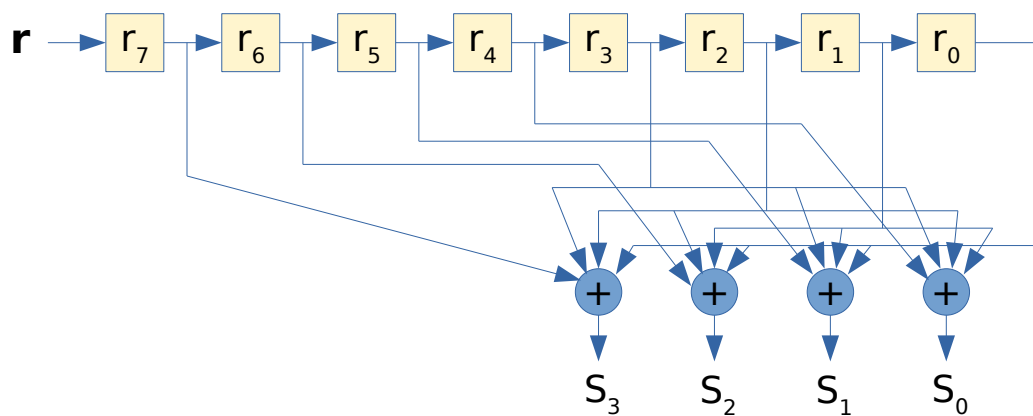 r r₇ r₆ r₅ r₄ r₃ r₂ r₁ r₀
+ + + +
S₃ S₂ S₁ S₀